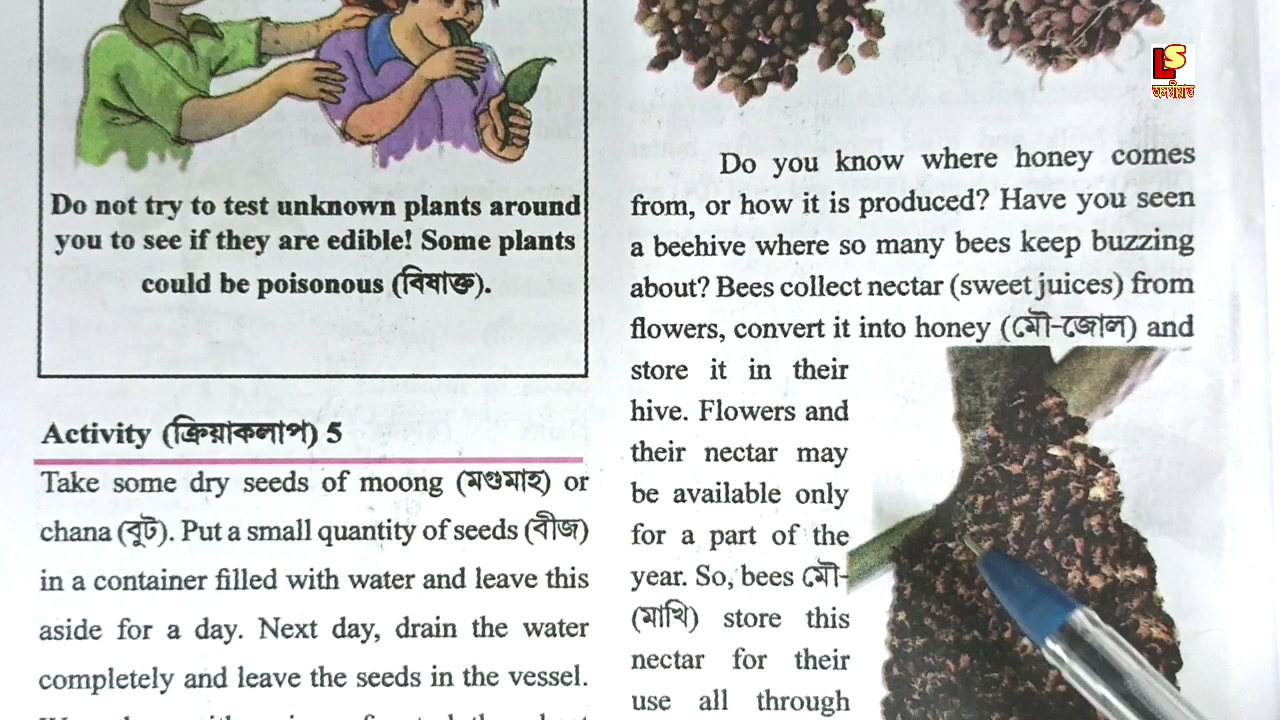 Do not try to test unknown plants around
you to see if they are edible! Some plants
could be poisonous (বিষাক্ত).
Activity (ক্ৰিয়াকলাপ) 5
Take some dry seeds of moong (মগুমাহ) or
chana (বুট). Put a small quantity of seeds (বীজ)
in a container filled with water and leave this
aside for a day. Next day, drain the water
completely and leave the seeds in the vessel.
LS
Do you know where honey comes
from, or how it is produced? Have you seen
a beehive where so many bees keep buzzing
about? Bees collect nectar (sweet juices) from
flowers, convert it into honey (মৌ-জোল) and
store it in their
hive. Flowers and
their nectar may
be available only
for a part of the
year. So, bees মৌ-
(মাখি) store this
nectar for their
use all through